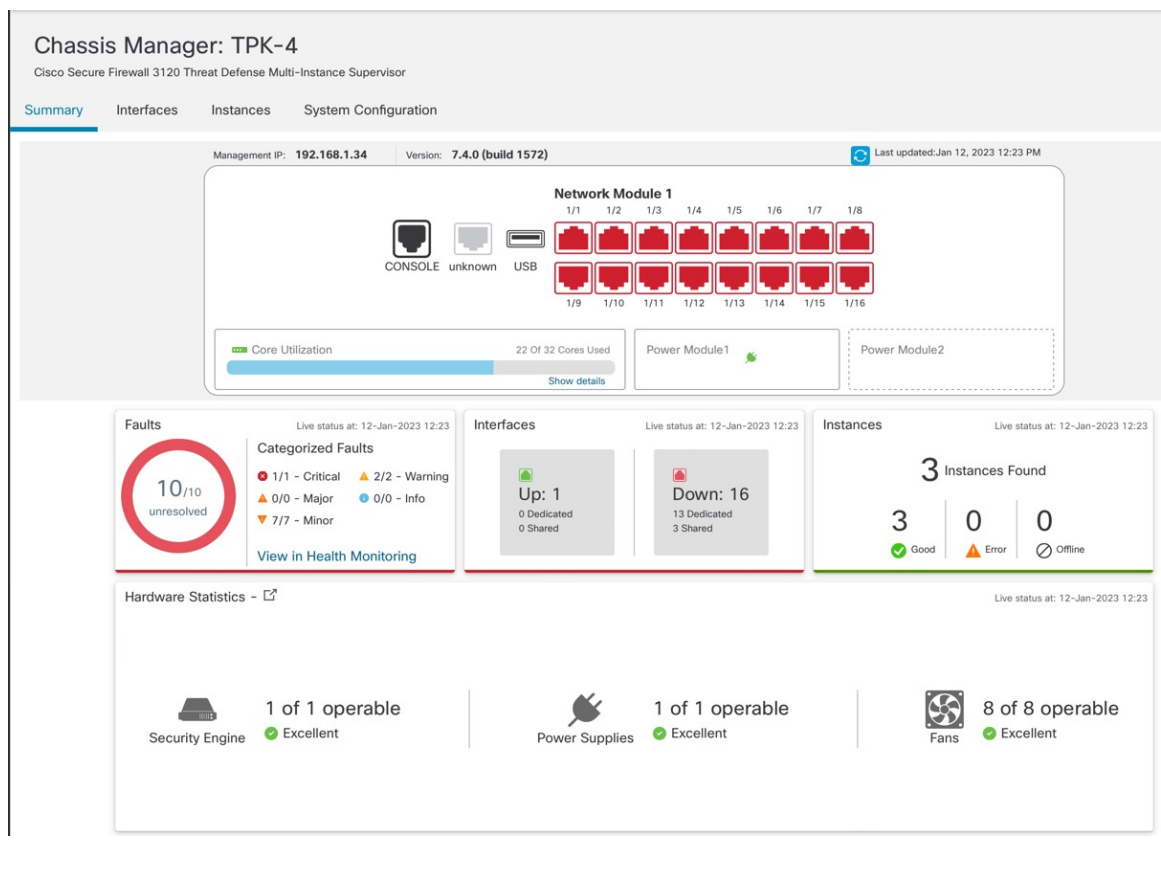 Chassis Manager: TPK-4
Cisco Secure Firewall 3120 Threat Defense Multi-Instance Supervisor
Summary Interfaces Instances System Configuration
Management IP: 192.168.1.34 Version: 7.4.0 (build 1572) Last updated:Jan 12, 2023 12:23 PM
Network Module 1
1/1 1/2 1/3 1/4 1/5 1/6 1/7 1/8
CONSOLE unknown USB
1/9 1/10 1/11 1/12 1/13 1/14 1/15 1/16
Core Utilization 22 Of 32 Cores Used
Show details
Power Module1
Power Module2
Faults Live status at: 12-Jan-2023 12:23
10/10
unresolved
Categorized Faults
1/1 - Critical 2/2 - Warning
0/0 - Major 0/0 - Info
7/7 - Minor
View in Health Monitoring
Interfaces Live status at: 12-Jan-2023 12:23
Up: 1
0 Dedicated
0 Shared
Down: 16
13 Dedicated
3 Shared
Instances Live status at: 12-Jan-2023 12:23
3 Instances Found
3 0 0
Good Error Offline
Hardware Statistics - Live status at: 12-Jan-2023 12:23
Security Engine
1 of 1 operable
Excellent
Power Supplies
1 of 1 operable
Excellent
Fans
8 of 8 operable
Excellent